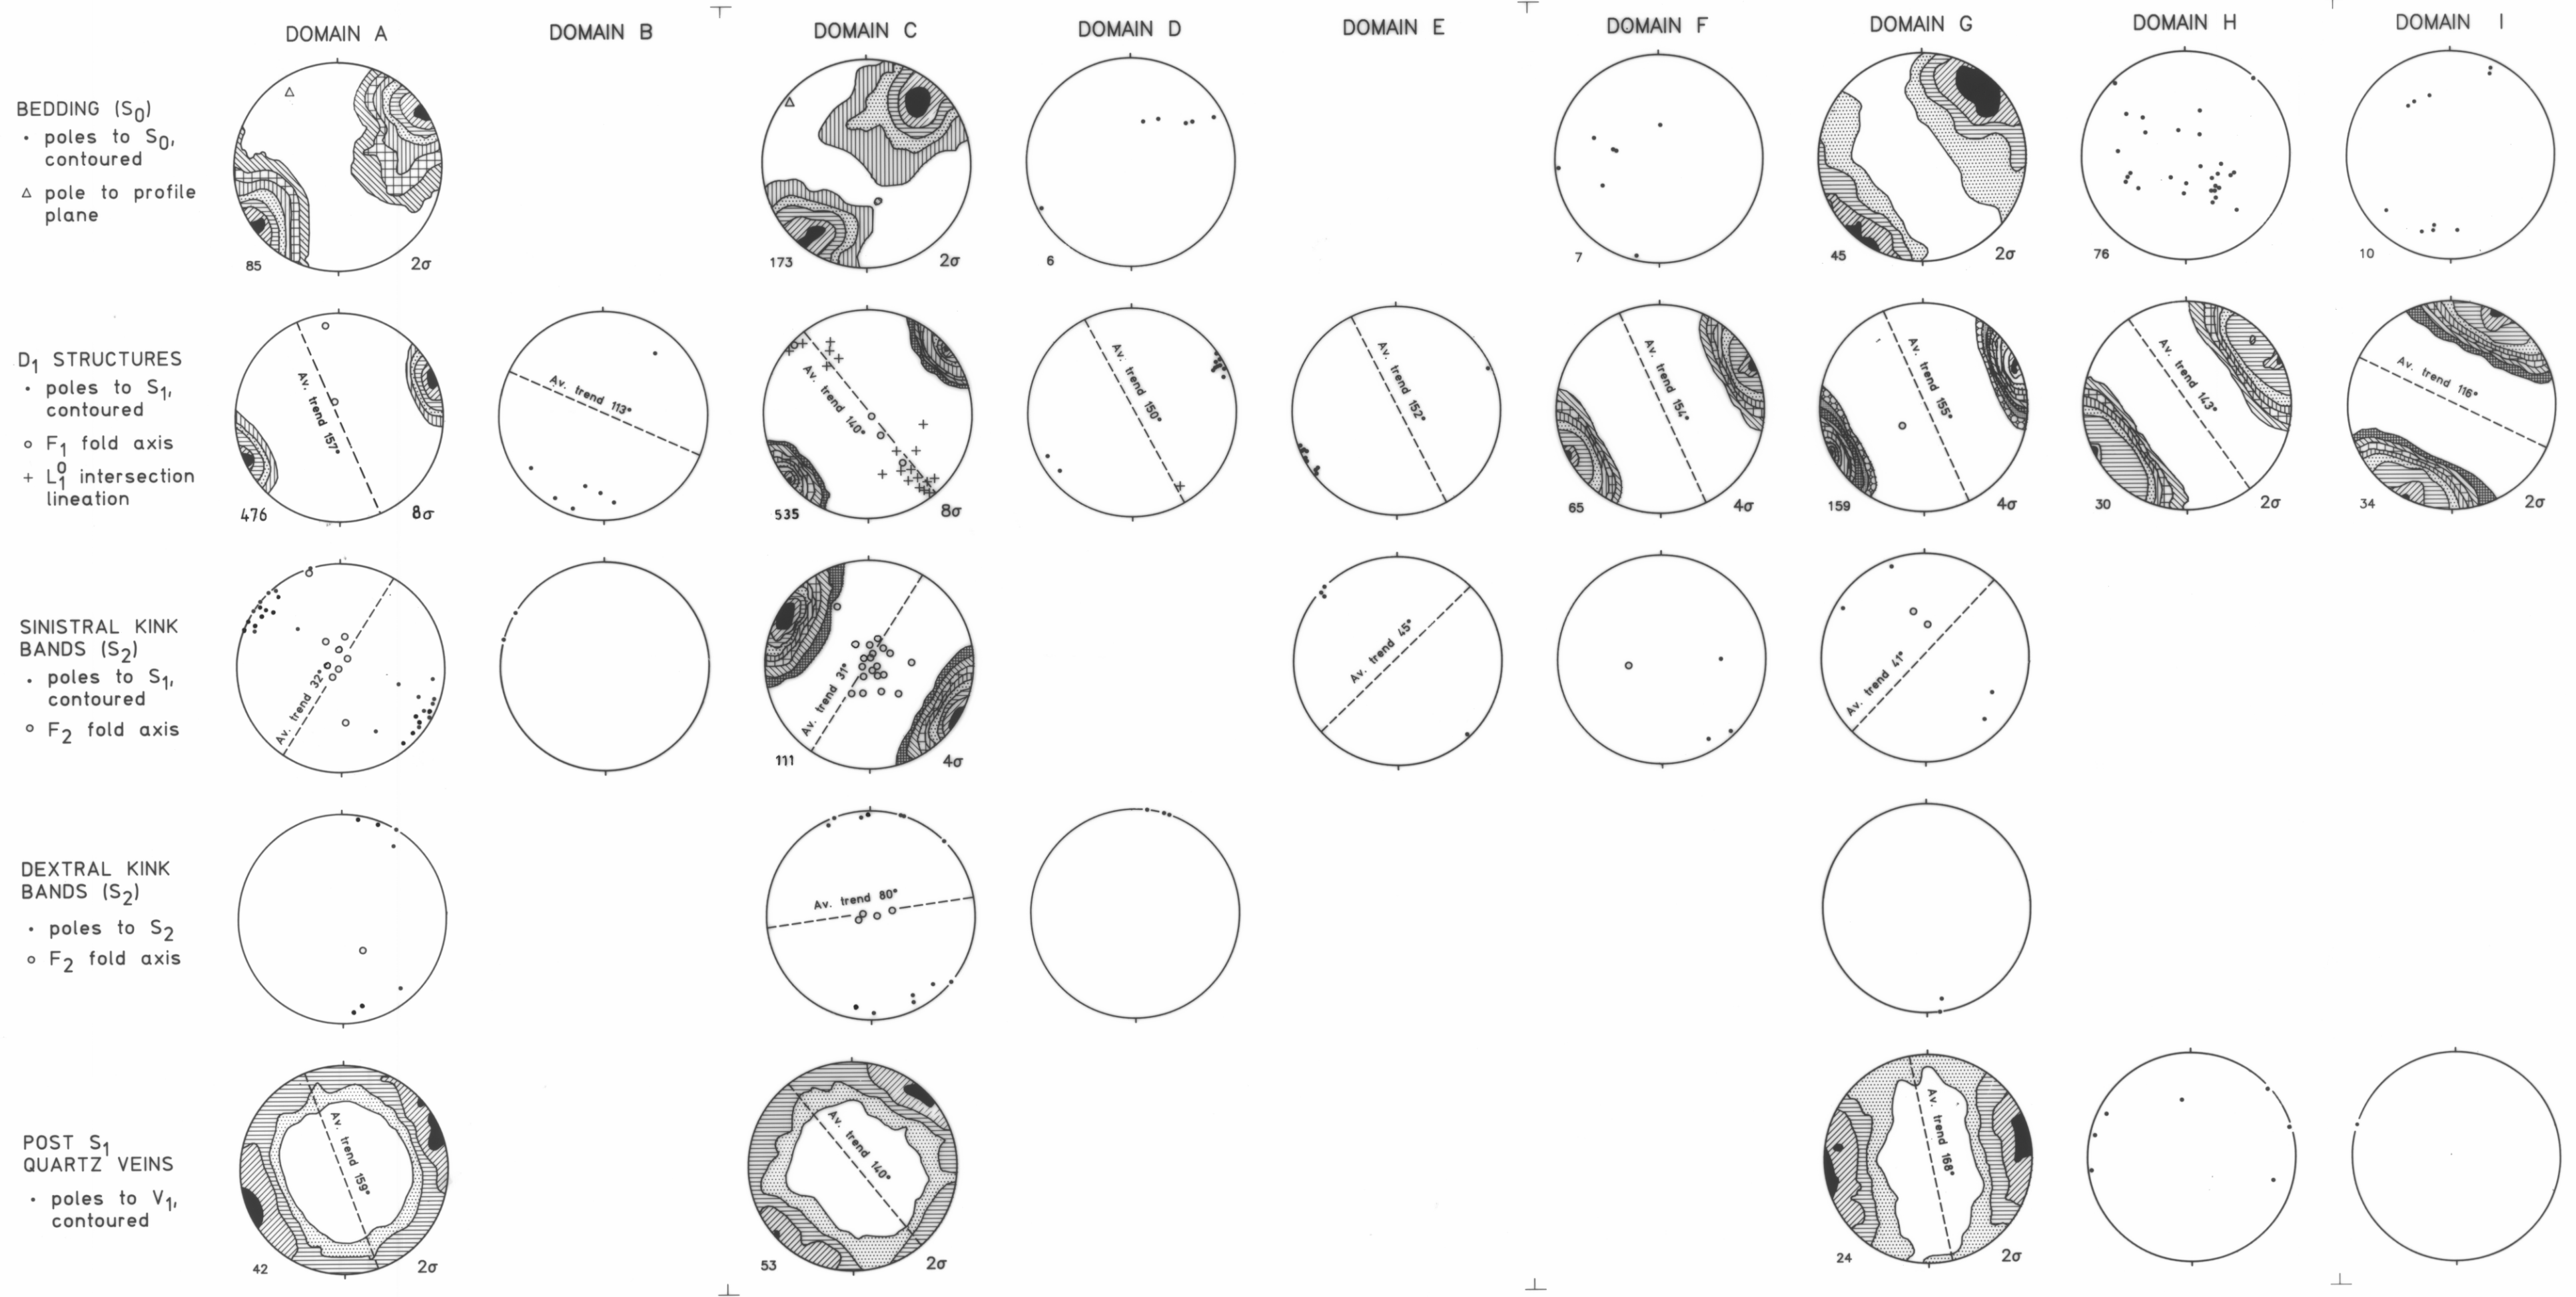 DOMAIN A
DOMAIN B
DOMAIN C
DOMAIN D
DOMAIN E
DOMAIN F
DOMAIN G
DOMAIN H
DOMAIN I
BEDDING (S0)
• poles to S0,
contoured
△ pole to profile
plane
85
2σ
173
2σ
6
7
45
2σ
76
10
D1 STRUCTURES
• poles to S1,
contoured
○ F1 fold axis
+ L01 intersection
lineation
Av. trend 157°
476
8σ
Av. trend 113°
Av. trend 140°
535
8σ
Av. trend 150°
Av. trend 152°
Av. trend 154°
65
4σ
Av. trend 155°
159
4σ
Av. trend 143°
30
2σ
Av. trend 116°
34
2σ
SINISTRAL KINK
BANDS (S2)
• poles to S1,
contoured
○ F2 fold axis
Av. trend 32°
Av. trend 31°
111
4σ
Av. trend 45°
Av. trend 41°
DEXTRAL KINK
BANDS (S2)
• poles to S2
○ F2 fold axis
Av. trend 80°
POST S1
QUARTZ VEINS
• poles to V1,
contoured
Av. trend 159°
42
2σ
Av. trend 140°
53
2σ
Av. trend 168°
24
2σ